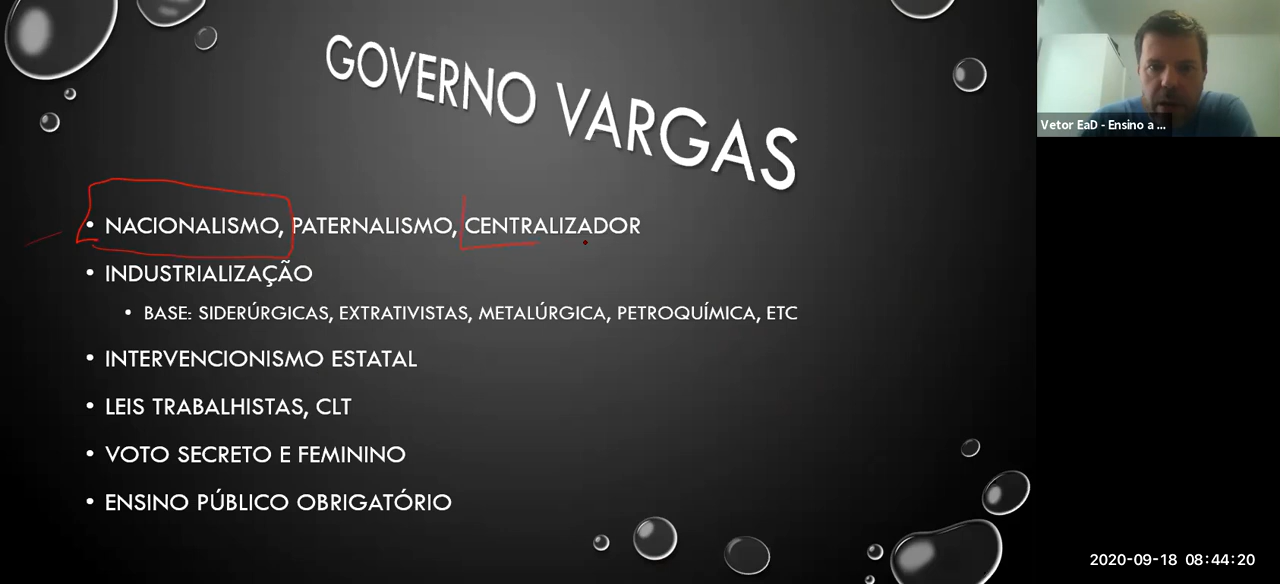 GOVERNO VARGAS
Vetor EaD - Ensino a ...
• NACIONALISMO, PATERNALISMO, CENTRALIZADOR
• INDUSTRIALIZAÇÃO
• BASE: SIDERÚRGICAS, EXTRATIVISTAS, METALÚRGICA, PETROQUÍMICA, ETC
• INTERVENCIONISMO ESTATAL
• LEIS TRABALHISTAS, CLT
• VOTO SECRETO E FEMININO
• ENSINO PÚBLICO OBRIGATÓRIO
2020-09-18 08:44:20